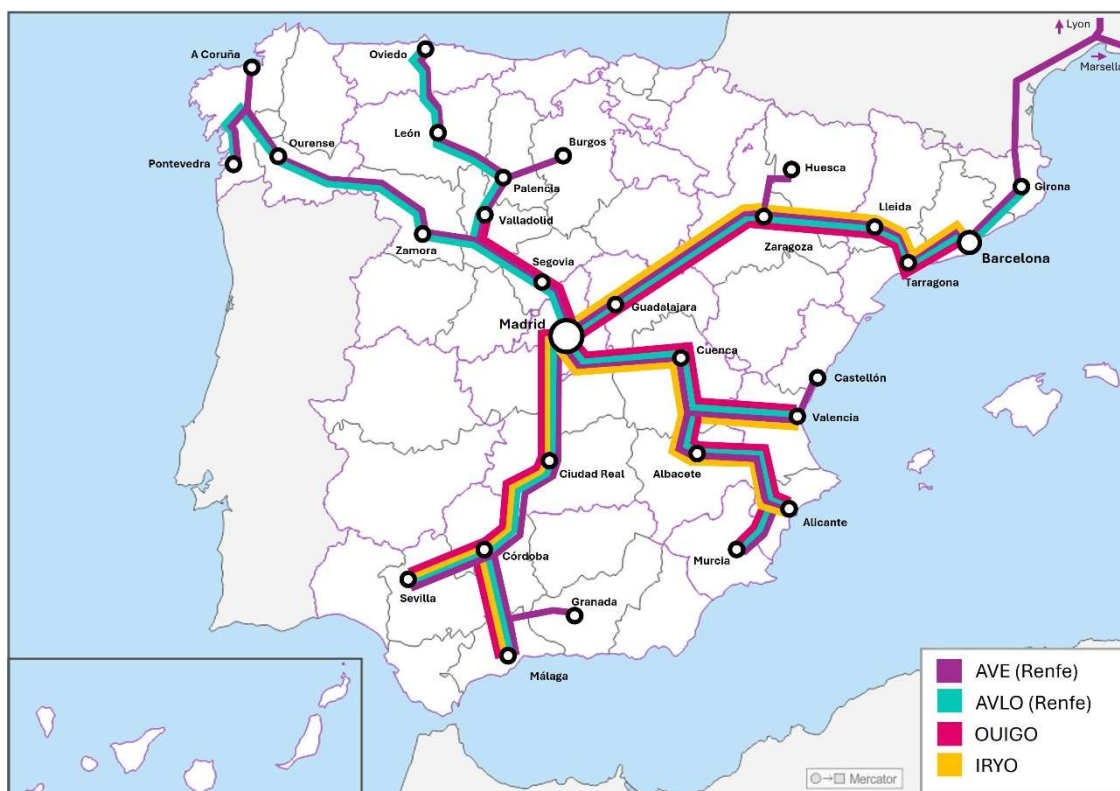 Lyon
Marsella
Oviedo
A Coruña
León
Burgos
Ourense
Huesca
Pontevedra
Palencia
Girona
Lleida
Valladolid
Zamora
Zaragoza
Segovia
Barcelona
Tarragona
Guadalajara
Madrid
Cuenca
Castellón
Valencia
Ciudad Real
Albacete
Alicante
Córdoba
Murcia
Sevilla
Granada
Málaga
AVE (Renfe)
AVLO (Renfe)
OUIGO
IRYO
Mercator